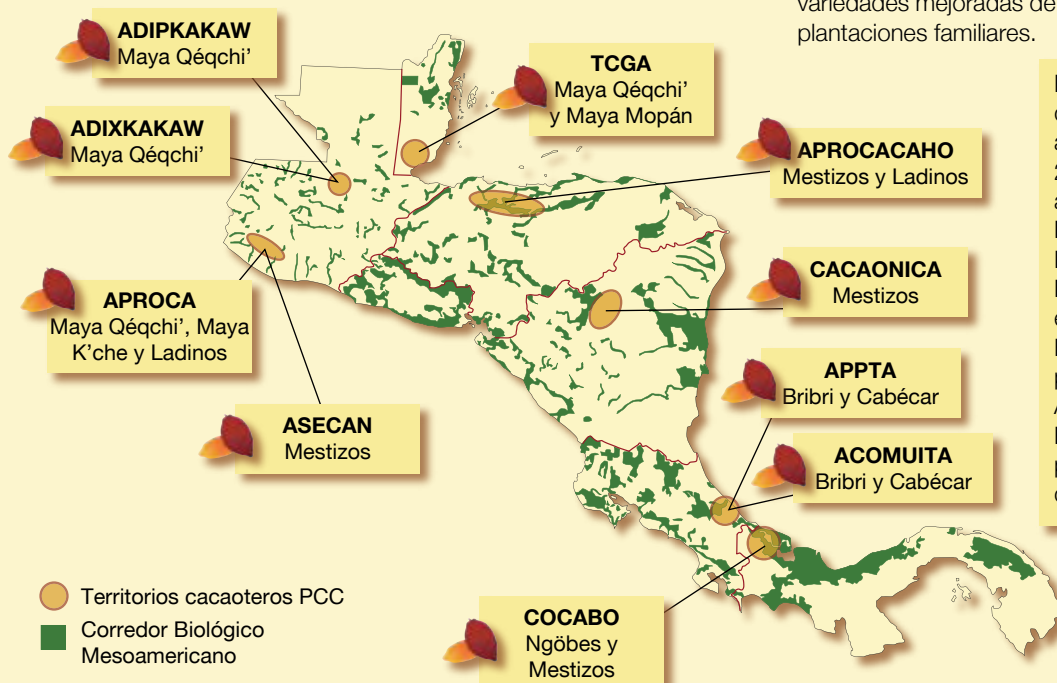 variedades mejoradas de
plantaciones familiares.
ADIPKAKAW
Maya Qéqchi’
TCGA
Maya Qéqchi’
y Maya Mopán
ADIXKAKAW
Maya Qéqchi’
APROCACAHO
Mestizos y Ladinos
CACAONICA
Mestizos
APROCA
Maya Qéqchi’, Maya
K’che y Ladinos
APPTA
Bribri y Cabécar
ASECAN
Mestizos
ACOMUITA
Bribri y Cabécar
Territorios cacaoteros PCC
Corredor Biológico
Mesoamericano
COCABO
Ngöbes y
Mestizos